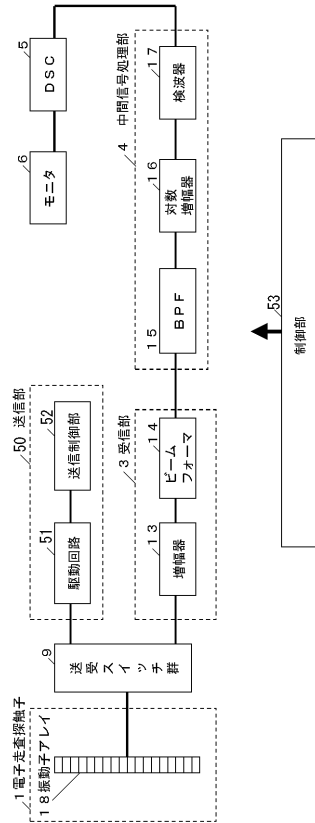 1 電子走査探触子
18 振動子アレイ
9
送受スイッチ群
50 送信部
51
駆動回路
52
送信制御部
3 受信部
13
増幅器
14
ビーム
フォーマ
4 中間信号処理部
15
BPF
16
対数
増幅器
17
検波器
5
DSC
6
モニタ
53
制御部